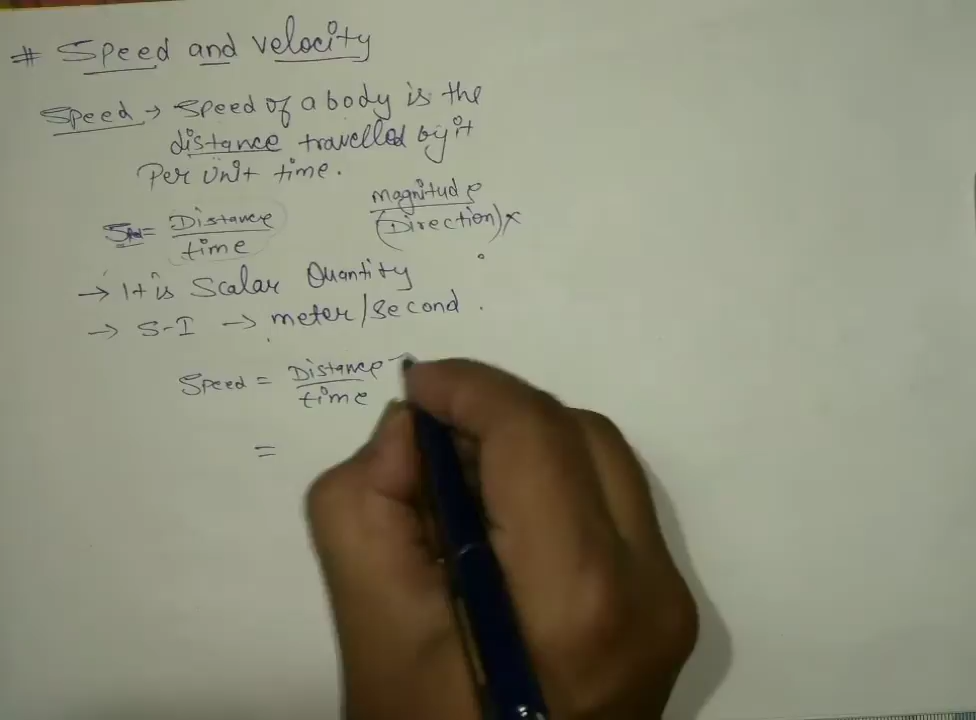 # Speed and velocity
Speed → Speed of a body is the
distance travelled by it
Per Unit time.
= Distance
time
magnitude
(Direction) ×
→ It is Scalar Quantity
→ S-I → meter/second.
Speed = Distance
time
=